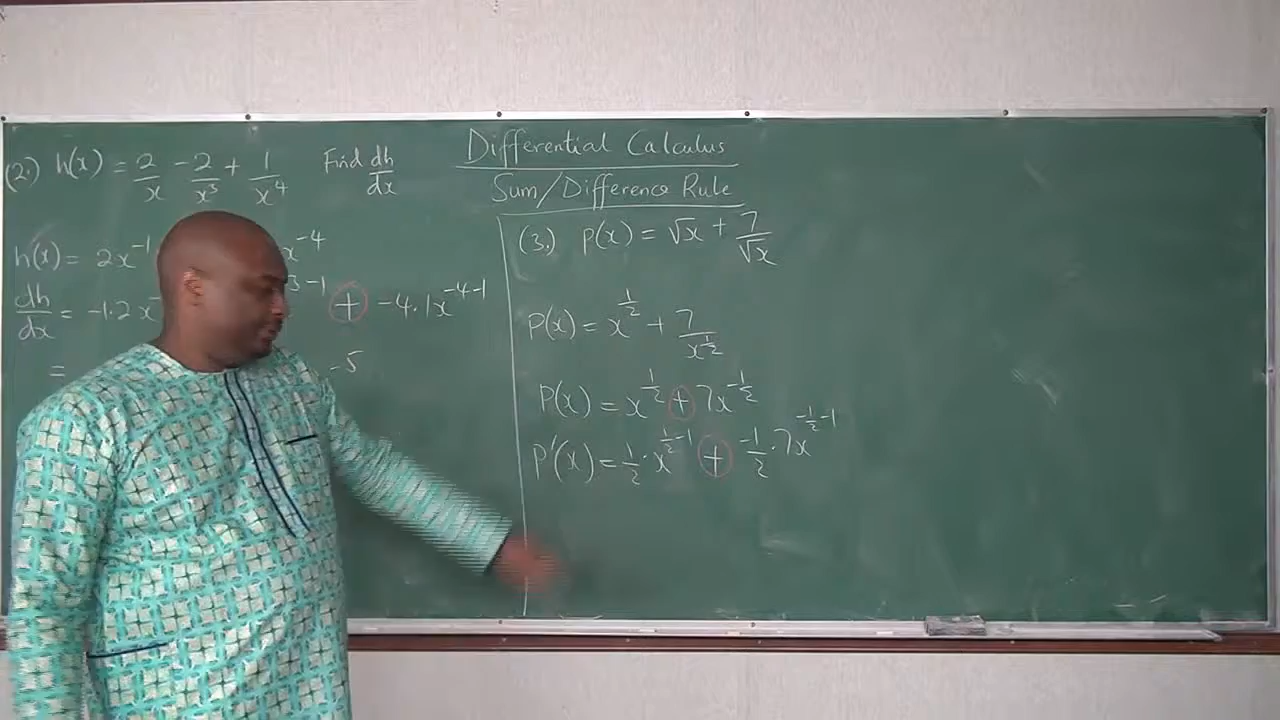 Differential Calculus
Sum/Difference Rule
(2.) h(x) = 2/x - 2/x³ + 1/x⁴ Find dh/dx
h(x) = 2x⁻¹ x⁻⁴
dh/dx = -1·2x⁻ 3-1 + -4·1x⁻⁴⁻¹
= -5
(3.) P(x) = √x + 7/√x
P(x) = x^(1/2) + 7/x^(1/2)
P(x) = x^(1/2) + 7x^(-1/2)
P'(x) = 1/2·x^(1/2-1) + -1/2·7x^(-1/2-1)